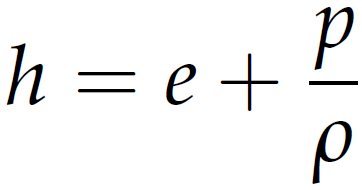 h = e + p/ρ